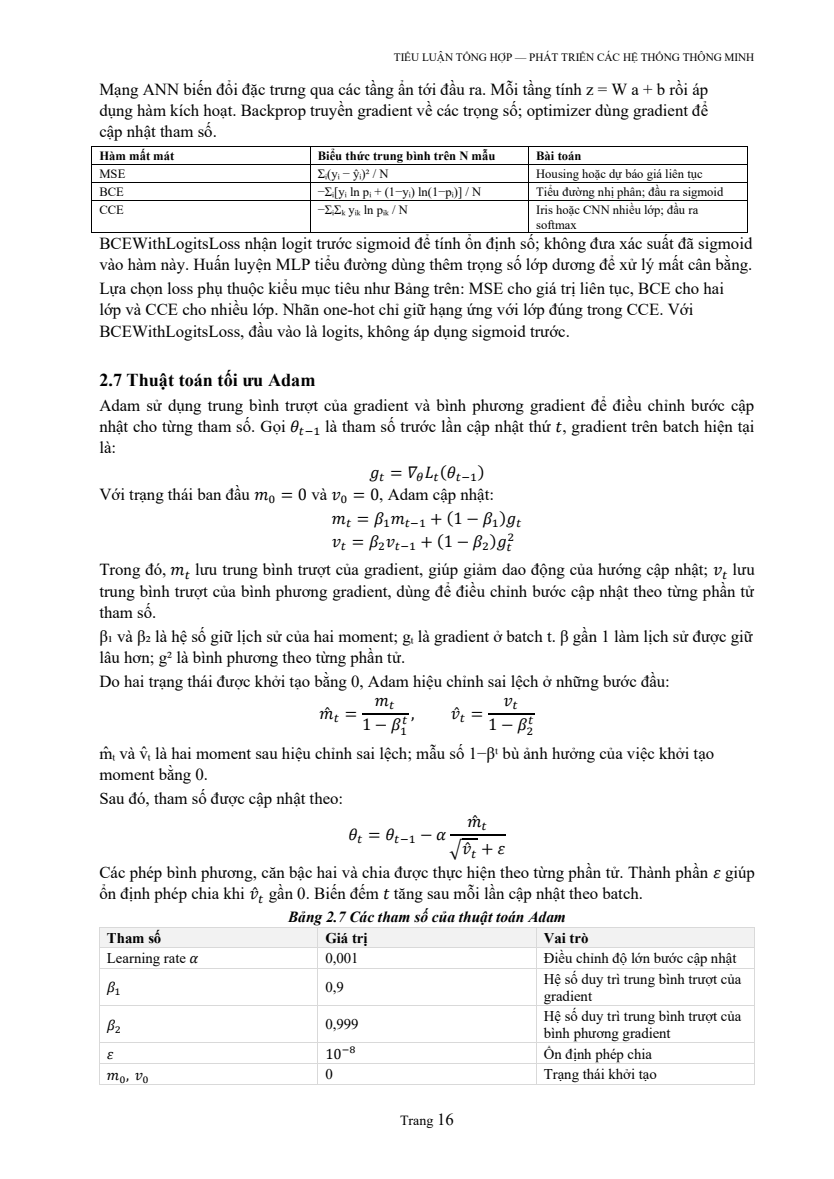 TIỂU LUẬN TỔNG HỢP — PHÁT TRIỂN CÁC HỆ THỐNG THÔNG MINH
Mạng ANN biến đổi đặc trưng qua các tầng ẩn tới đầu ra. Mỗi tầng tính z = W a + b rồi áp
dụng hàm kích hoạt. Backprop truyền gradient về các trọng số; optimizer dùng gradient để
cập nhật tham số.
Hàm mất mát Biểu thức trung bình trên N mẫu Bài toán
MSE Σᵢ(yᵢ − ŷᵢ)² / N Housing hoặc dự báo giá liên tục
BCE −Σᵢ[yᵢ ln pᵢ + (1−yᵢ) ln(1−pᵢ)] / N Tiểu đường nhị phân; đầu ra sigmoid
CCE −ΣᵢΣₖ yᵢₖ ln pᵢₖ / N Iris hoặc CNN nhiều lớp; đầu ra
softmax
BCEWithLogitsLoss nhận logit trước sigmoid để tính ổn định số; không đưa xác suất đã sigmoid
vào hàm này. Huấn luyện MLP tiểu đường dùng thêm trọng số lớp dương để xử lý mất cân bằng.
Lựa chọn loss phụ thuộc kiểu mục tiêu như Bảng trên: MSE cho giá trị liên tục, BCE cho hai
lớp và CCE cho nhiều lớp. Nhãn one-hot chỉ giữ hạng ứng với lớp đúng trong CCE. Với
BCEWithLogitsLoss, đầu vào là logits, không áp dụng sigmoid trước.
2.7 Thuật toán tối ưu Adam
Adam sử dụng trung bình trượt của gradient và bình phương gradient để điều chỉnh bước cập
nhật cho từng tham số. Gọi θₜ₋₁ là tham số trước lần cập nhật thứ t, gradient trên batch hiện tại
là:
gₜ = ∇_θ Lₜ(θₜ₋₁)
Với trạng thái ban đầu m₀ = 0 và v₀ = 0, Adam cập nhật:
mₜ = β₁mₜ₋₁ + (1 − β₁)gₜ
vₜ = β₂vₜ₋₁ + (1 − β₂)gₜ²
Trong đó, mₜ lưu trung bình trượt của gradient, giúp giảm dao động của hướng cập nhật; vₜ lưu
trung bình trượt của bình phương gradient, dùng để điều chỉnh bước cập nhật theo từng phần tử
tham số.
β₁ và β₂ là hệ số giữ lịch sử của hai moment; gₜ là gradient ở batch t. β gần 1 làm lịch sử được giữ
lâu hơn; g² là bình phương theo từng phần tử.
Do hai trạng thái được khởi tạo bằng 0, Adam hiệu chỉnh sai lệch ở những bước đầu:
m̂ₜ = mₜ / (1 − β₁ᵗ), v̂ₜ = vₜ / (1 − β₂ᵗ)
m̂ₜ và v̂ₜ là hai moment sau hiệu chỉnh sai lệch; mẫu số 1−βᵗ bù ảnh hưởng của việc khởi tạo
moment bằng 0.
Sau đó, tham số được cập nhật theo:
θₜ = θₜ₋₁ − α m̂ₜ / (√v̂ₜ + ε)
Các phép bình phương, căn bậc hai và chia được thực hiện theo từng phần tử. Thành phần ε giúp
ổn định phép chia khi v̂ₜ gần 0. Biến đếm t tăng sau mỗi lần cập nhật theo batch.
Bảng 2.7 Các tham số của thuật toán Adam
Tham số Giá trị Vai trò
Learning rate α 0,001 Điều chỉnh độ lớn bước cập nhật
β₁ 0,9 Hệ số duy trì trung bình trượt của
gradient
β₂ 0,999 Hệ số duy trì trung bình trượt của
bình phương gradient
ε 10⁻⁸ Ổn định phép chia
m₀, v₀ 0 Trạng thái khởi tạo
Trang 16